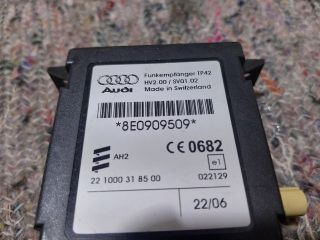 Funkempfänger TP42
HV2.00 / SV01.02
Made in Switzerland
Audi
*8E0909509*
AH2
CE 0682
e1
22 1000 31 85 00
022129
22/06